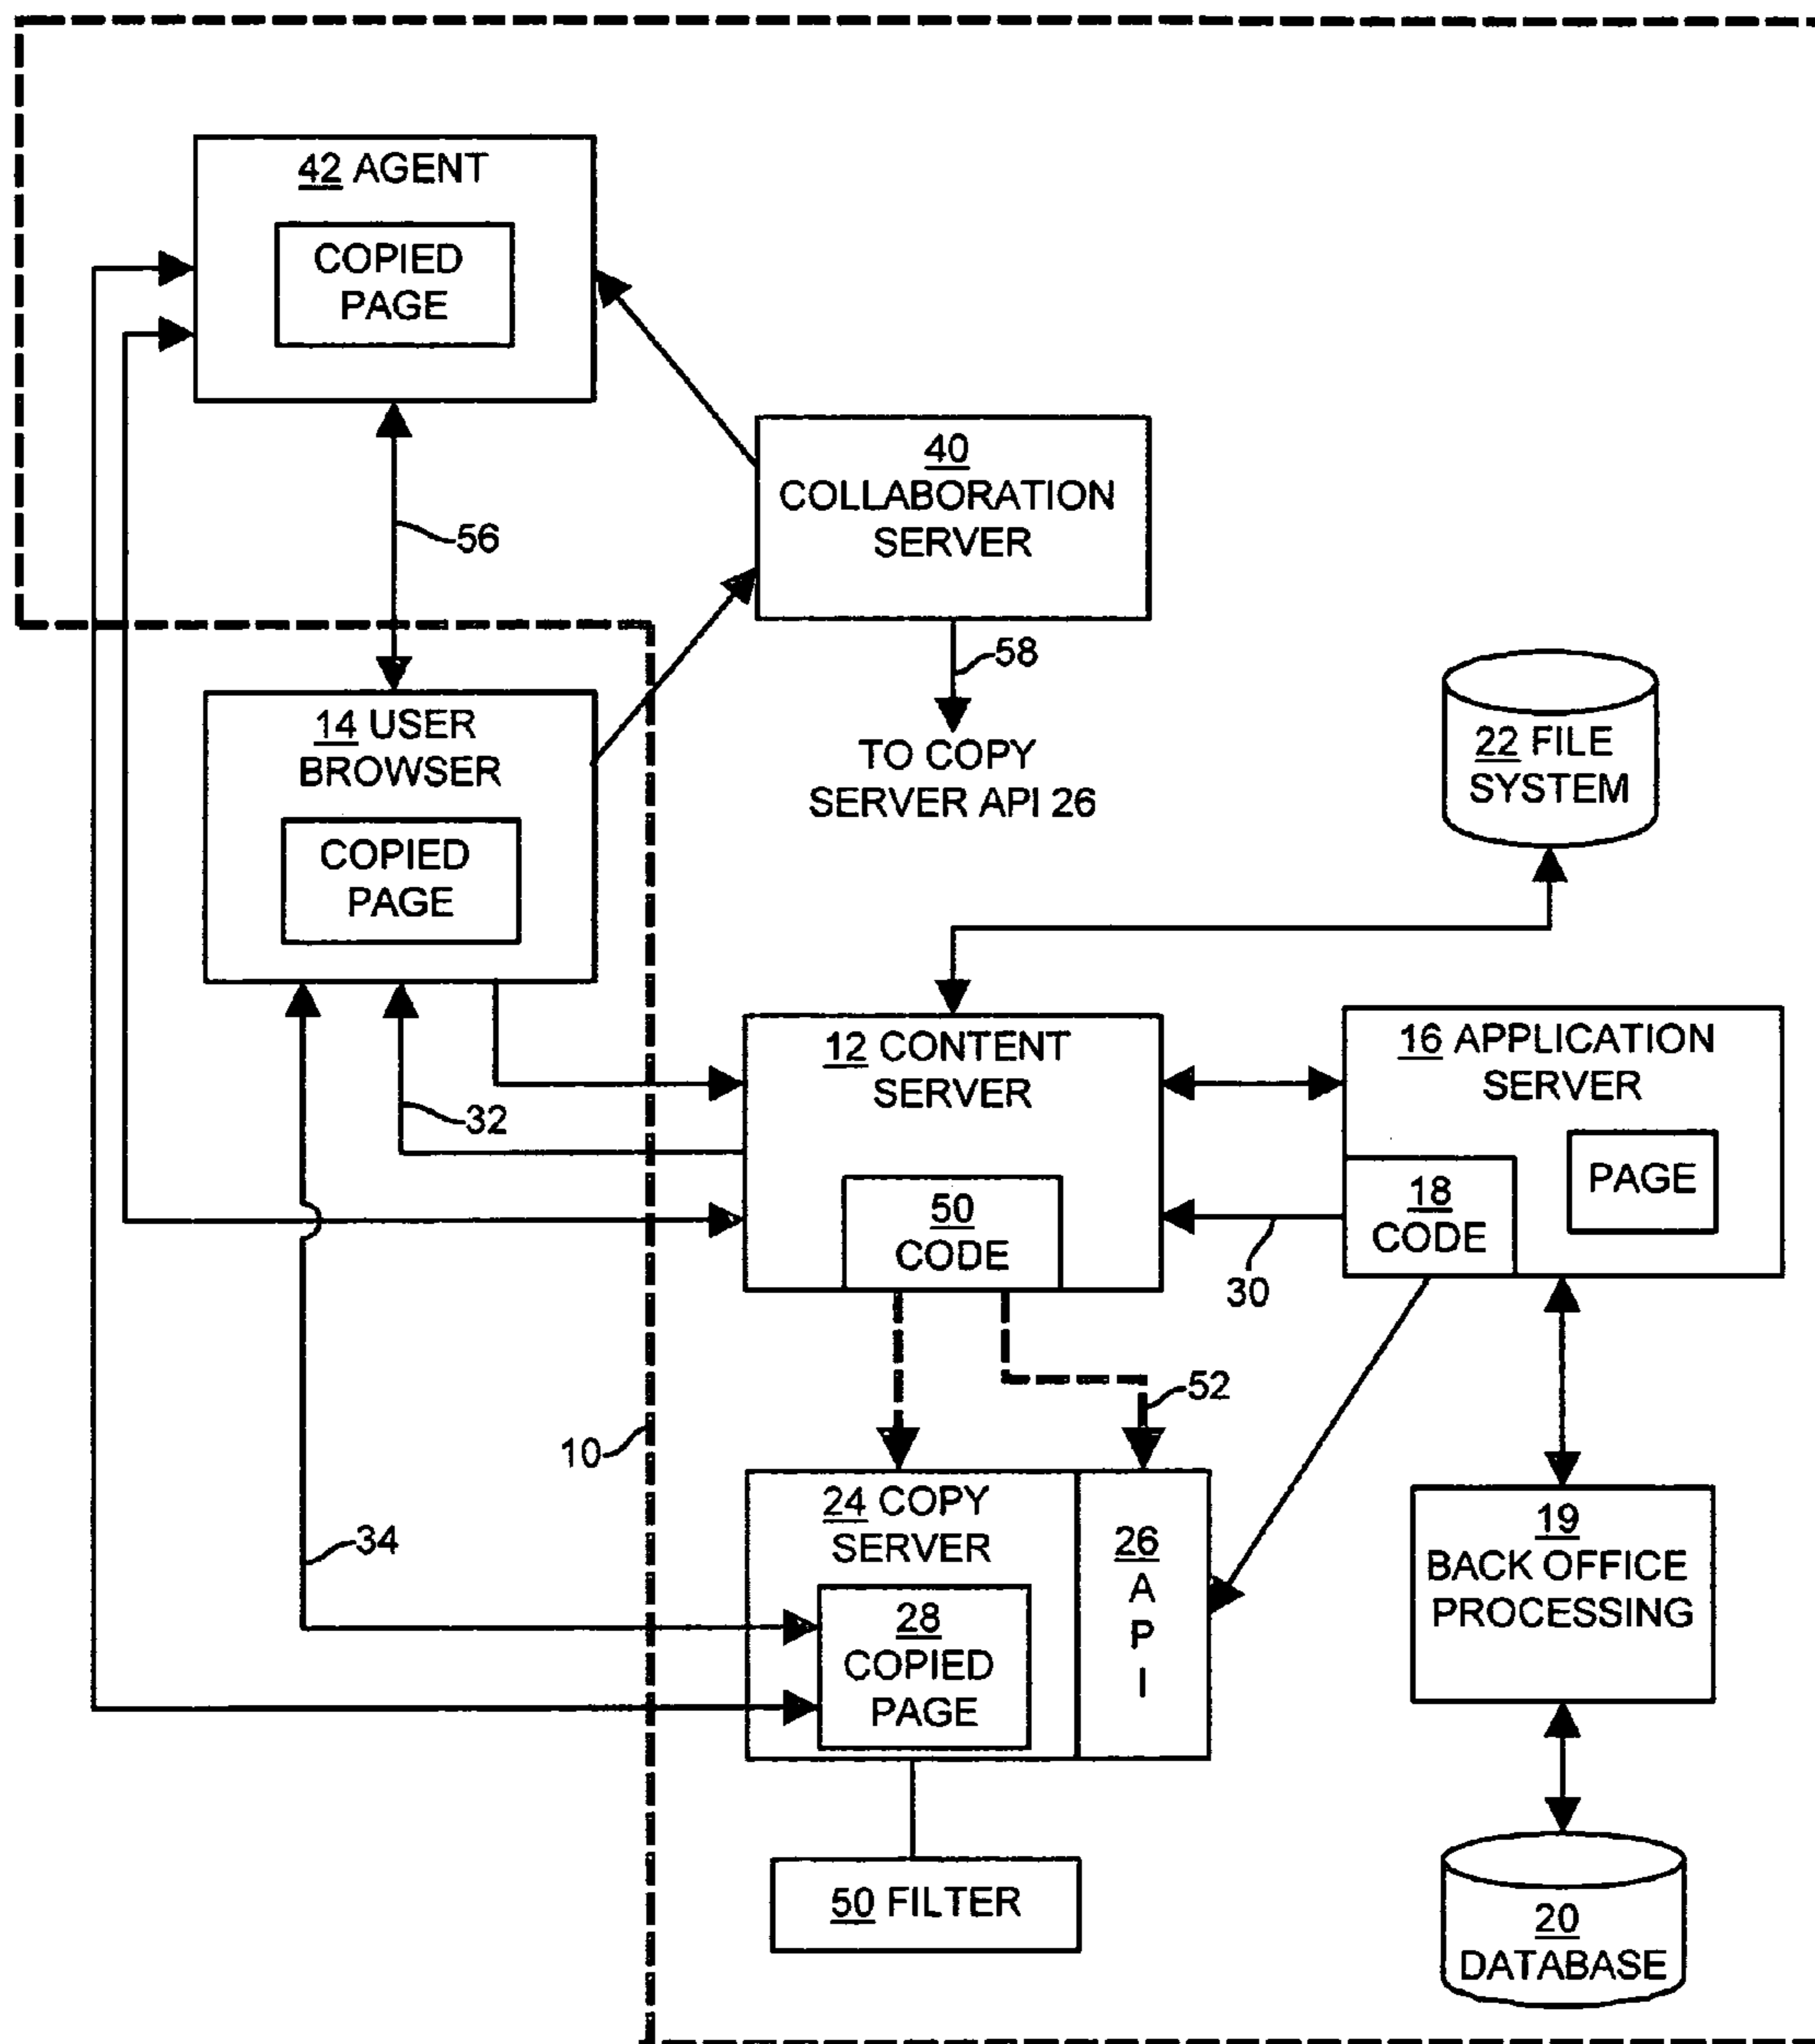 42 AGENT
COPIED
PAGE
40
COLLABORATION
SERVER
56
58
TO COPY
SERVER API 26
14 USER
BROWSER
COPIED
PAGE
22 FILE
SYSTEM
12 CONTENT
SERVER
50
CODE
16 APPLICATION
SERVER
PAGE
18
CODE
32
30
52
10
34
24 COPY
SERVER
28
COPIED
PAGE
26
A
P
I
19
BACK OFFICE
PROCESSING
50 FILTER
20
DATABASE